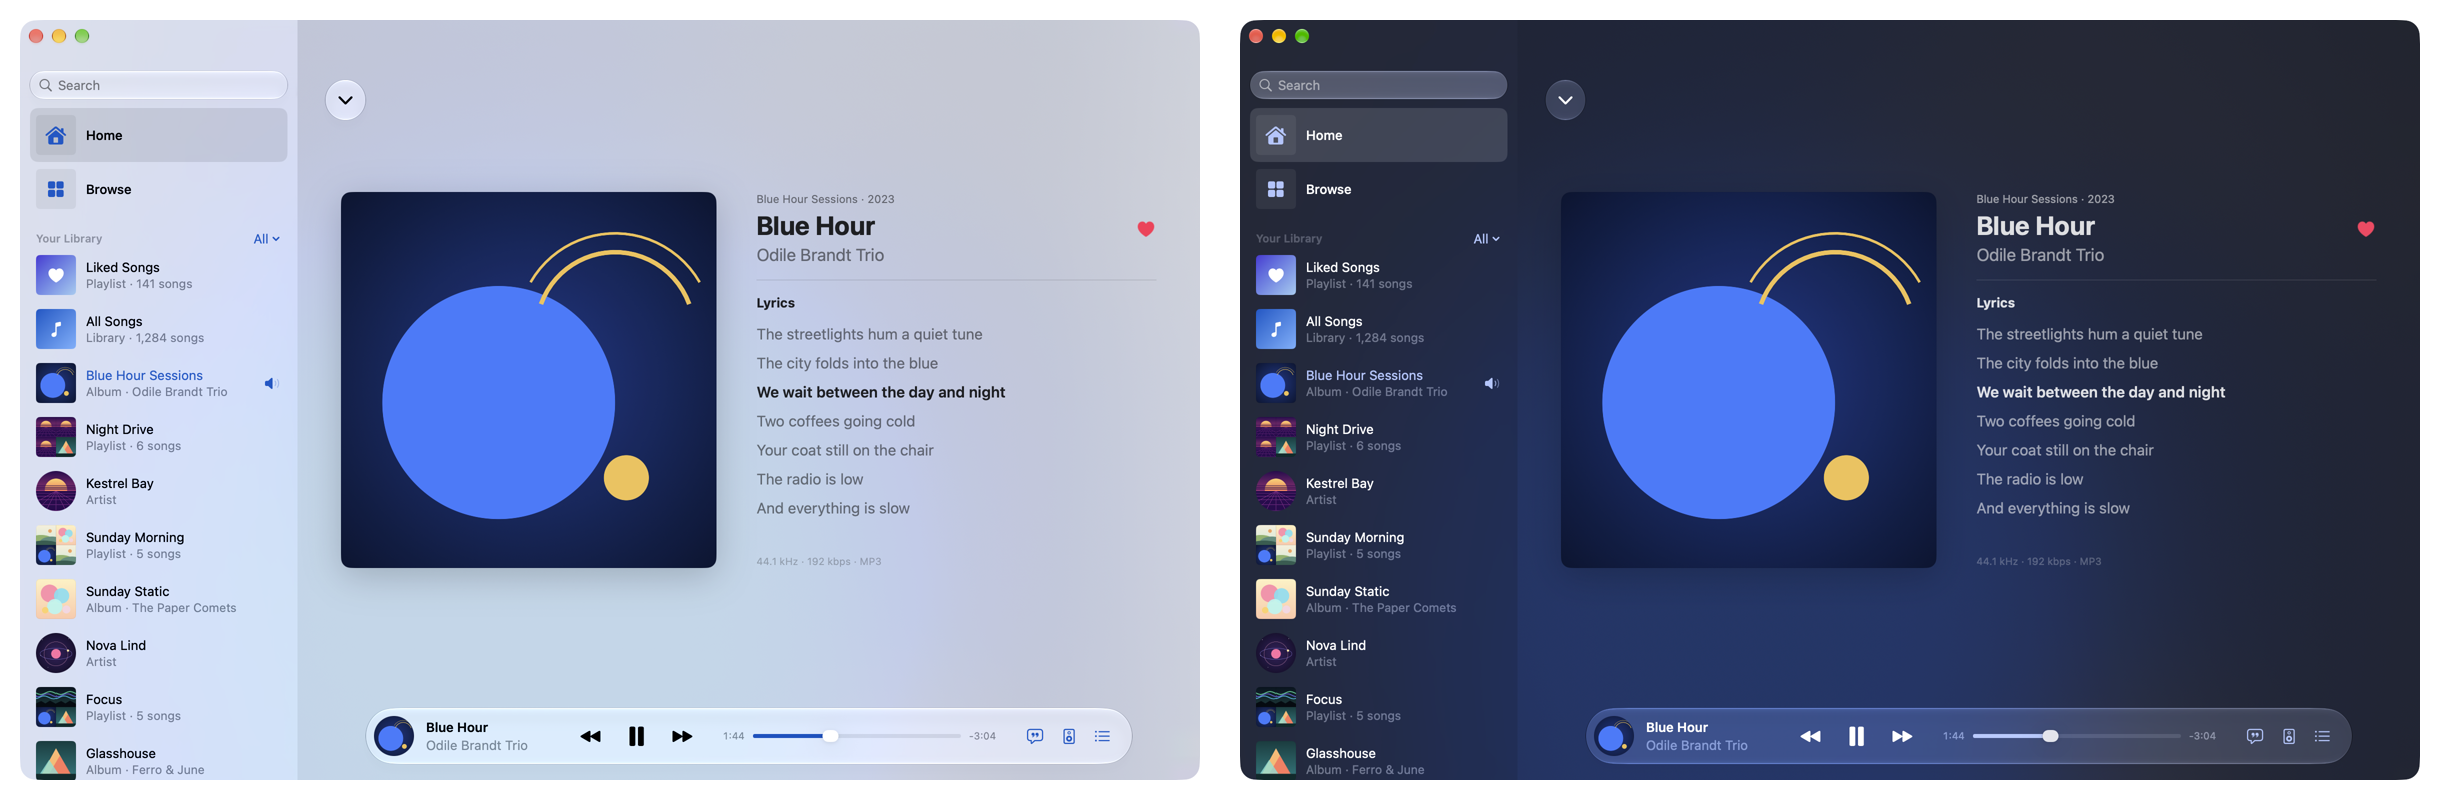 Search
Home
Browse
Your Library
All
Liked Songs
Playlist · 141 songs
All Songs
Library · 1,284 songs
Blue Hour Sessions
Album · Odile Brandt Trio
Night Drive
Playlist · 6 songs
Kestrel Bay
Artist
Sunday Morning
Playlist · 5 songs
Sunday Static
Album · The Paper Comets
Nova Lind
Artist
Focus
Playlist · 5 songs
Glasshouse
Album · Ferro & June
Blue Hour Sessions · 2023
Blue Hour
Odile Brandt Trio
Lyrics
The streetlights hum a quiet tune
The city folds into the blue
We wait between the day and night
Two coffees going cold
Your coat still on the chair
The radio is low
And everything is slow
44.1 kHz · 192 kbps · MP3
Blue Hour
Odile Brandt Trio
1:44
-3:04
Search
Home
Browse
Your Library
All
Liked Songs
Playlist · 141 songs
All Songs
Library · 1,284 songs
Blue Hour Sessions
Album · Odile Brandt Trio
Night Drive
Playlist · 6 songs
Kestrel Bay
Artist
Sunday Morning
Playlist · 5 songs
Sunday Static
Album · The Paper Comets
Nova Lind
Artist
Focus
Playlist · 5 songs
Glasshouse
Album · Ferro & June
Blue Hour Sessions · 2023
Blue Hour
Odile Brandt Trio
Lyrics
The streetlights hum a quiet tune
The city folds into the blue
We wait between the day and night
Two coffees going cold
Your coat still on the chair
The radio is low
And everything is slow
44.1 kHz · 192 kbps · MP3
Blue Hour
Odile Brandt Trio
1:44
-3:04